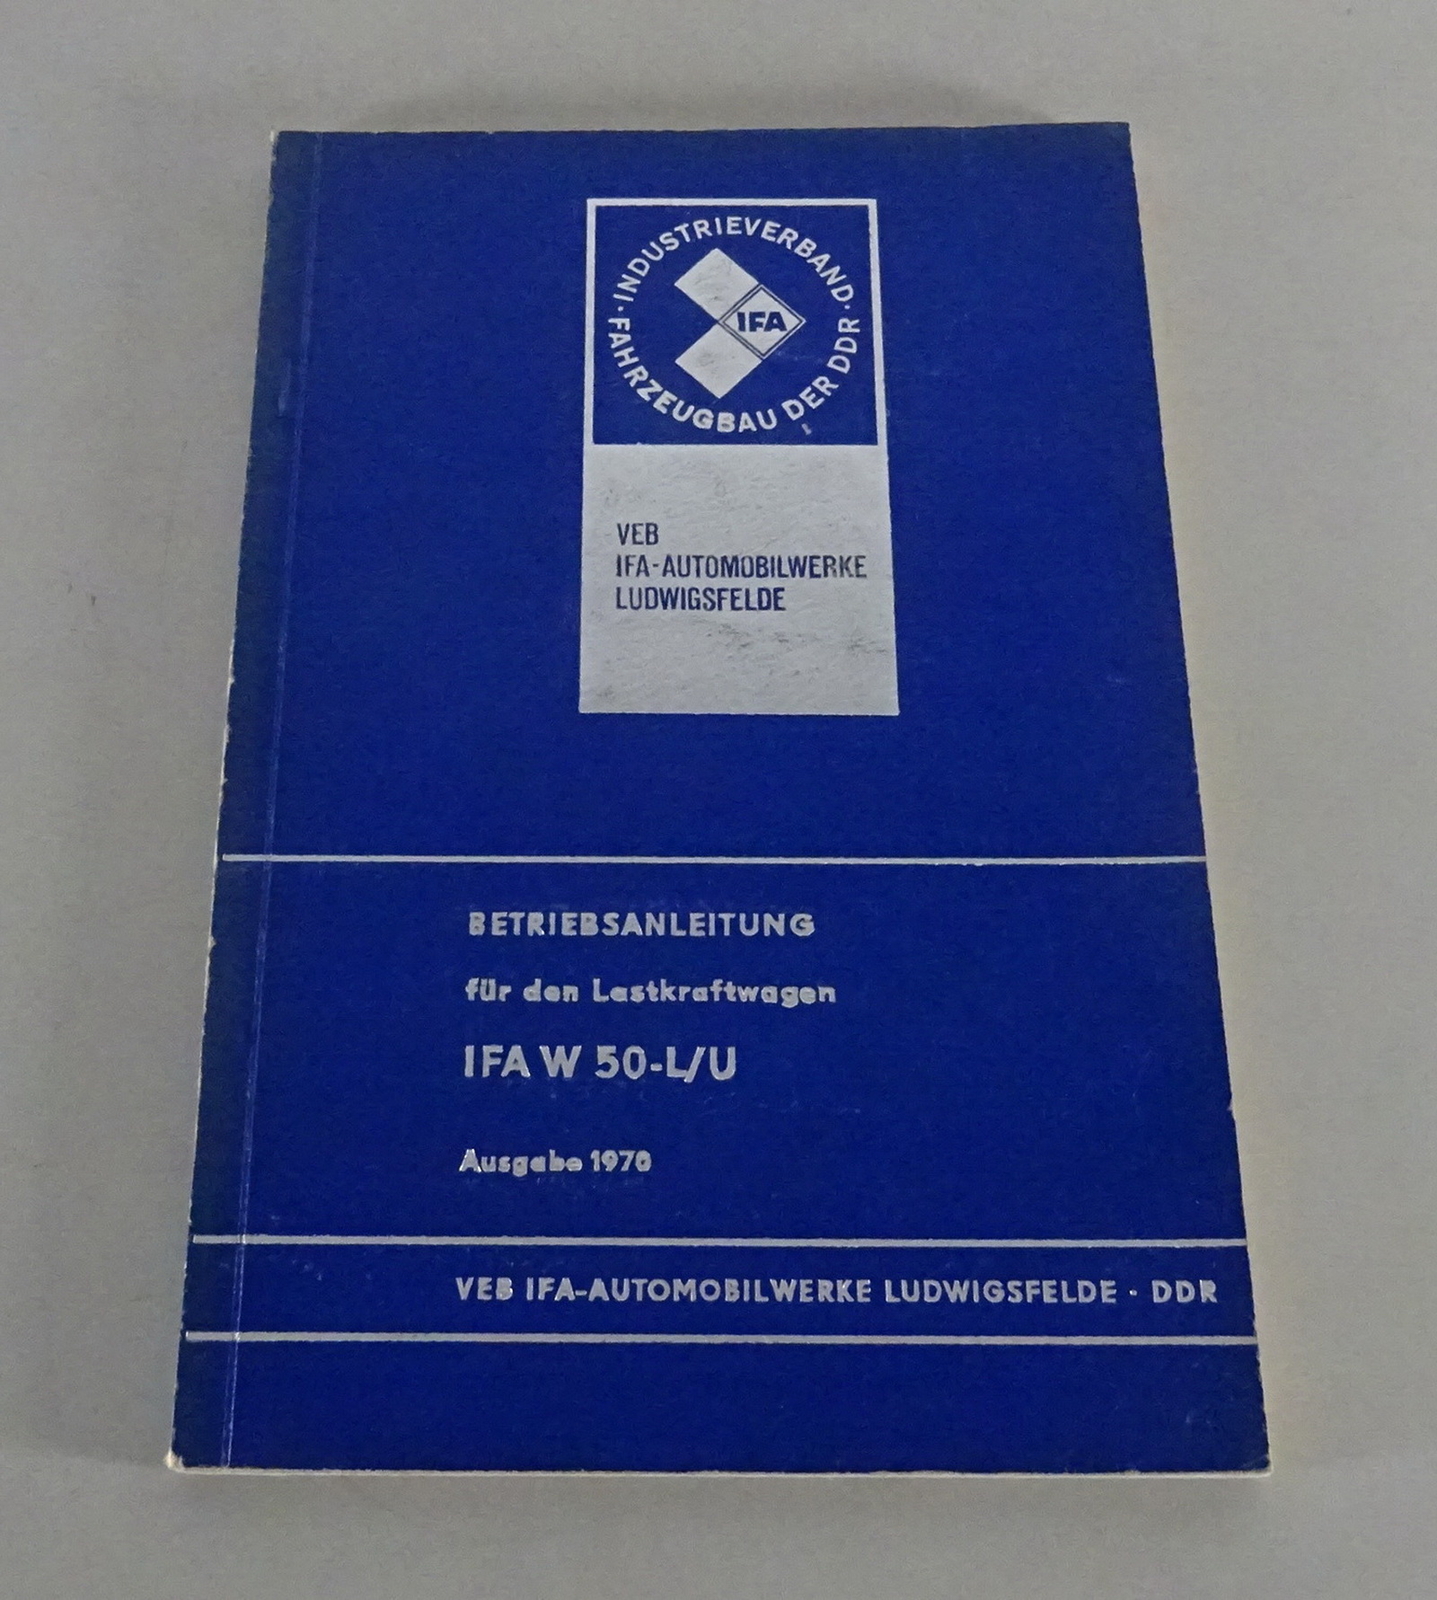 · INDUSTRIEVERBAND ·
FAHRZEUGBAU DER DDR
IFA
VEB
IFA-AUTOMOBILWERKE
LUDWIGSFELDE
BETRIEBSANLEITUNG
für den Lastkraftwagen
IFA W 50-L/U
Ausgabe 1970
VEB IFA-AUTOMOBILWERKE LUDWIGSFELDE · DDR